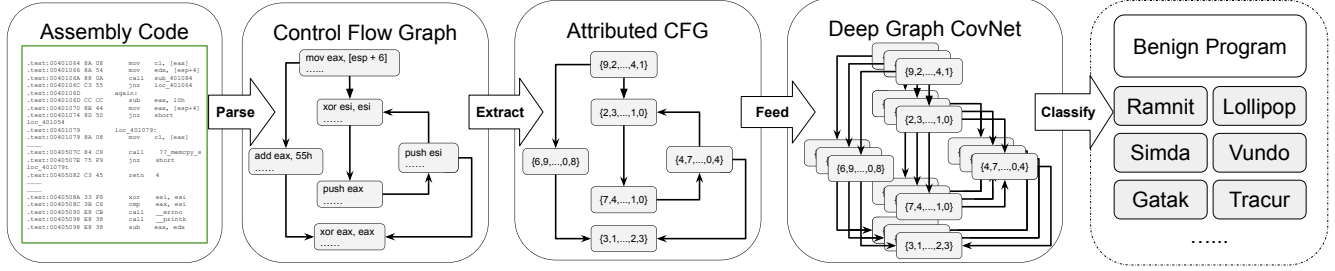 Assembly Code
.text:00401064 8A 08 mov cl, [eax]
.text:00401066 8A 54 mov edx, [esp+4]
.text:0040106A 88 0A call sub_401084
.text:0040106C C3 55 jnz loc_401064
.text:0040106D again:
.text:0040106D CC CC sub eax, 10h
.text:00401070 8B 44 mov eax, [esp+4]
.text:00401074 8D 50 jnz short
loc_401054
.text:00401079 loc_401079:
.text:00401079 8A 08 mov cl, [eax]
……
.text:0040507C 84 C9 call ??_memcpy_s
.text:0040507E 75 F9 jnz short
loc_401079t
.text:00405082 C3 45 retn 4
……
……
.text:0040508A 33 F6 xor esi, esi
.text:0040508C 3B C6 cmp eax, esi
.text:00405090 E8 CB call __errno
.text:00405098 E8 38 call __printk
.text:00405098 E8 38 sub eax, edx
Parse
Control Flow Graph
mov eax, [esp + 6]
......
xor esi, esi
......
add eax, 55h
......
push esi
......
push eax
......
xor eax, eax
......
Extract
Attributed CFG
{9,2,...,4,1}
{2,3,...,1,0}
{6,9,...,0,8}
{4,7,...,0,4}
{7,4,...,1,0}
{3,1,...,2,3}
Feed
Deep Graph CovNet
{9,2,...,4,1}
{2,3,...,1,0}
{6,9,...,0,8}
{4,7,...,0,4}
{7,4,...,1,0}
{3,1,...,2,3}
Classify
Benign Program
Ramnit Lollipop
Simda Vundo
Gatak Tracur
......